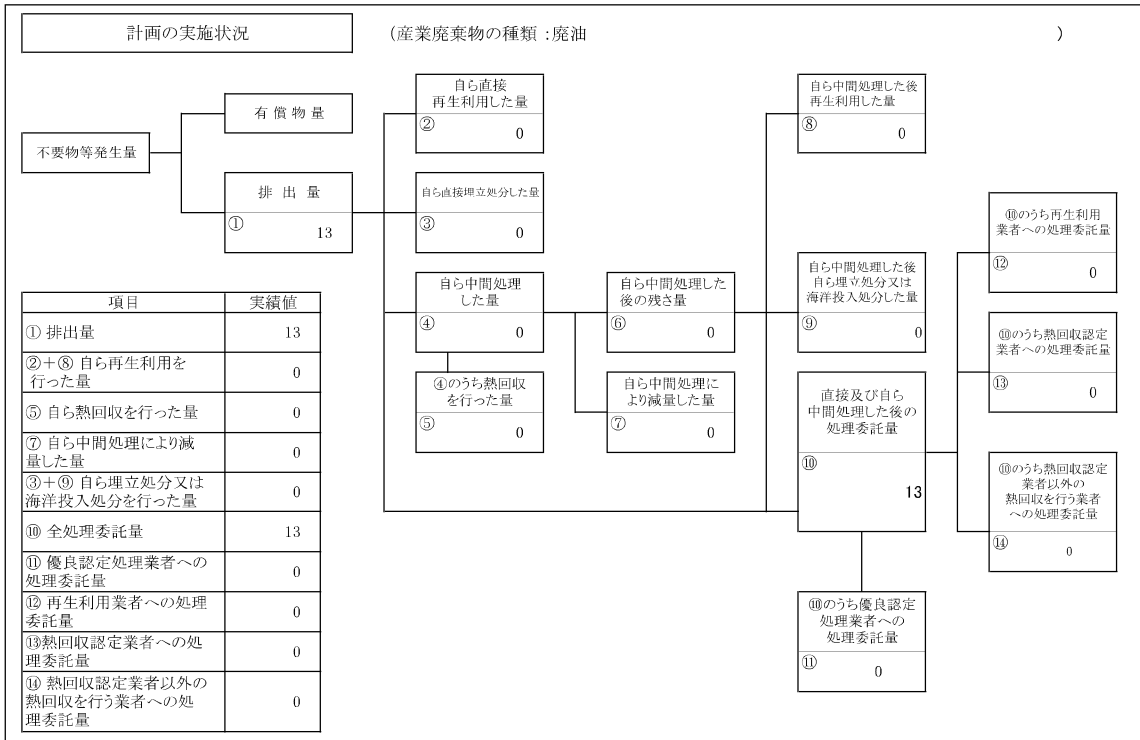 計画の実施状況
(産業廃棄物の種類 :廃油 )
不要物等発生量
有 償 物 量
排 出 量
①
13
自ら直接
再生利用した量
②
0
自ら直接埋立処分した量
③
0
自ら中間処理
した量
④
0
④のうち熱回収
を行った量
⑤
0
自ら中間処理した
後の残さ量
⑥
0
自ら中間処理に
より減量した量
⑦
0
自ら中間処理した後
再生利用した量
⑧
0
自ら中間処理した後
自ら埋立処分又は
海洋投入処分した量
⑨
0
直接及び自ら
中間処理した後の
処理委託量
⑩
13
⑩のうち優良認定
処理業者への
処理委託量
⑪
0
⑩のうち再生利用
業者への処理委託量
⑫
0
⑩のうち熱回収認定
業者への処理委託量
⑬
0
⑩のうち熱回収認定
業者以外の
熱回収を行う業者
への処理委託量
⑭
0
項目 実績値
① 排出量 13
②+⑧ 自ら再生利用を
行った量 0
⑤ 自ら熱回収を行った量 0
⑦ 自ら中間処理により減
量した量 0
③+⑨ 自ら埋立処分又は
海洋投入処分を行った量 0
⑩ 全処理委託量 13
⑪ 優良認定処理業者への
処理委託量 0
⑫ 再生利用業者への処理
委託量 0
⑬熱回収認定業者への処
理委託量 0
⑭ 熱回収認定業者以外の
熱回収を行う業者への処
理委託量 0